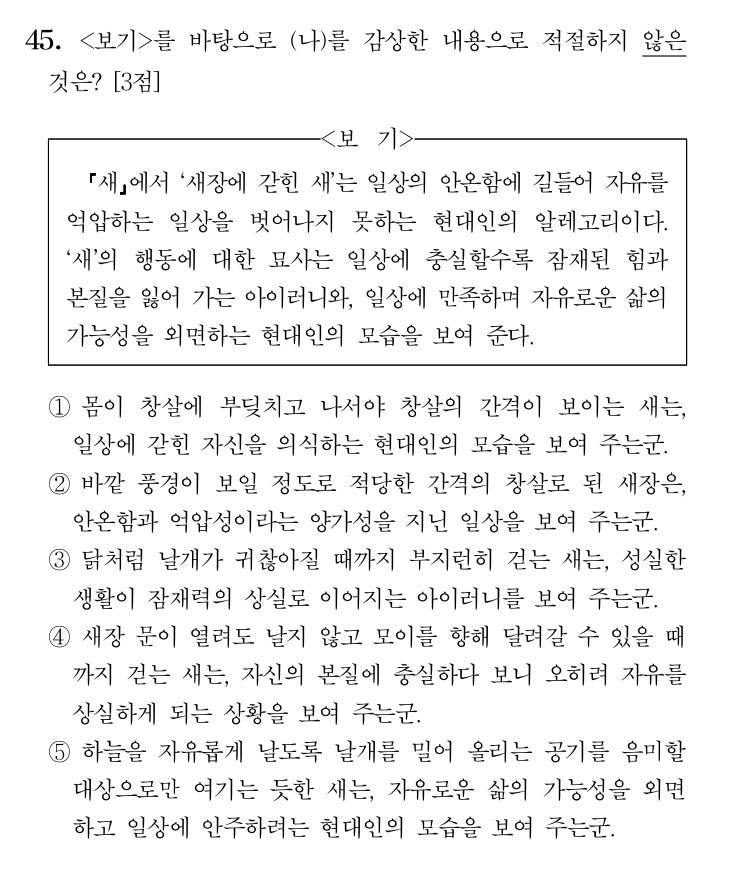 45. <보기>를 바탕으로 (나)를 감상한 내용으로 적절하지 않은
것은? [3점]
<보 기>
「새」에서 ‘새장에 갇힌 새’는 일상의 안온함에 길들어 자유를
억압하는 일상을 벗어나지 못하는 현대인의 알레고리이다.
‘새’의 행동에 대한 묘사는 일상에 충실할수록 잠재된 힘과
본질을 잃어 가는 아이러니와, 일상에 만족하며 자유로운 삶의
가능성을 외면하는 현대인의 모습을 보여 준다.
① 몸이 창살에 부딪치고 나서야 창살의 간격이 보이는 새는,
일상에 갇힌 자신을 의식하는 현대인의 모습을 보여 주는군.
② 바깥 풍경이 보일 정도로 적당한 간격의 창살로 된 새장은,
안온함과 억압성이라는 양가성을 지닌 일상을 보여 주는군.
③ 닭처럼 날개가 귀찮아질 때까지 부지런히 걷는 새는, 성실한
생활이 잠재력의 상실로 이어지는 아이러니를 보여 주는군.
④ 새장 문이 열려도 날지 않고 모이를 향해 달려갈 수 있을 때
까지 걷는 새는, 자신의 본질에 충실하다 보니 오히려 자유를
상실하게 되는 상황을 보여 주는군.
⑤ 하늘을 자유롭게 날도록 날개를 밀어 올리는 공기를 음미할
대상으로만 여기는 듯한 새는, 자유로운 삶의 가능성을 외면
하고 일상에 안주하려는 현대인의 모습을 보여 주는군.